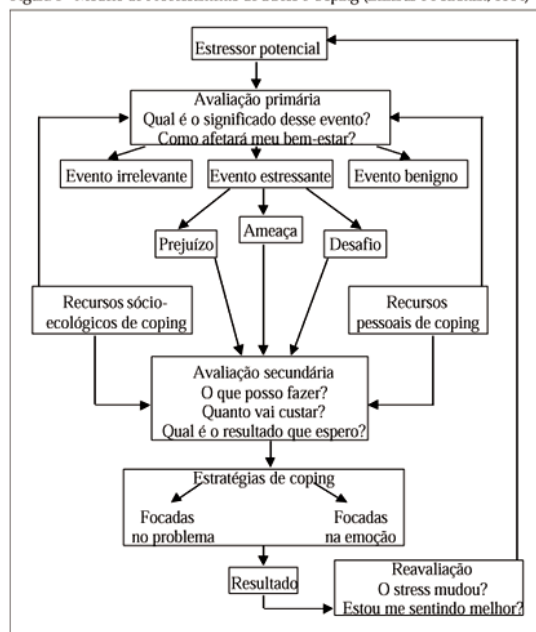 Estressor potencial
Avaliação primária
Qual é o significado desse evento?
Como afetará meu bem-estar?
Evento irrelevante
Evento estressante
Evento benigno
Prejuízo
Ameaça
Desafio
Recursos sócio-
ecológicos de coping
Recursos
pessoais de coping
Avaliação secundária
O que posso fazer?
Quanto vai custar?
Qual é o resultado que espero?
Estratégias de coping
Focadas
no problema
Focadas
na emoção
Resultado
Reavaliação
O stress mudou?
Estou me sentindo melhor?